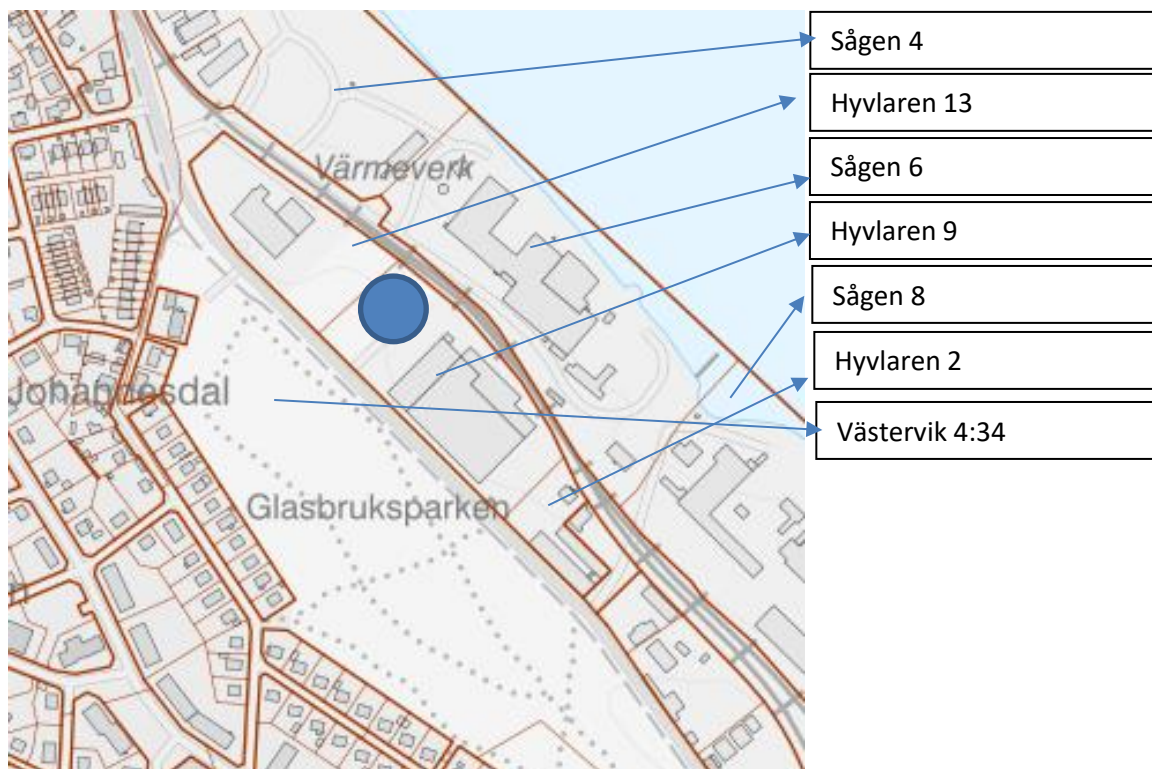 Sågen 4
Hyvlaren 13
Värmeverk
Sågen 6
Hyvlaren 9
Sågen 8
Hyvlaren 2
Johannesdal
Västervik 4:34
Glasbruksparken